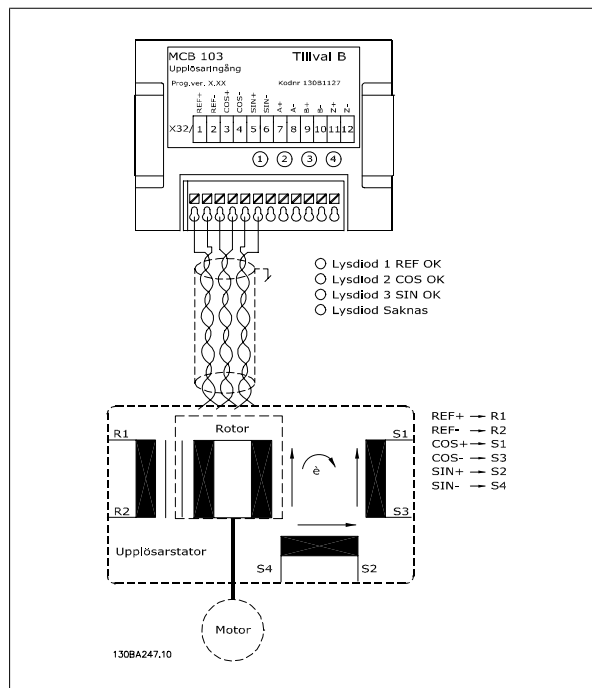 MCB 103 Tillval B
Upplösaringång
Prog.ver. X.XX Kodnr 130B1127
REF+ REF- COS+ COS- SIN+ SIN- A+ A- B+ B- Z+ Z-
X32/ 1 2 3 4 5 6 7 8 9 10 11 12
1 2 3 4
Lysdiod 1 REF OK
Lysdiod 2 COS OK
Lysdiod 3 SIN OK
Lysdiod Saknas
Rotor
R1
R2
è
S1
S3
Upplösarstator
S4 S2
REF+ → R1
REF- → R2
COS+ → S1
COS- → S3
SIN+ → S2
SIN- → S4
Motor
130BA247.10